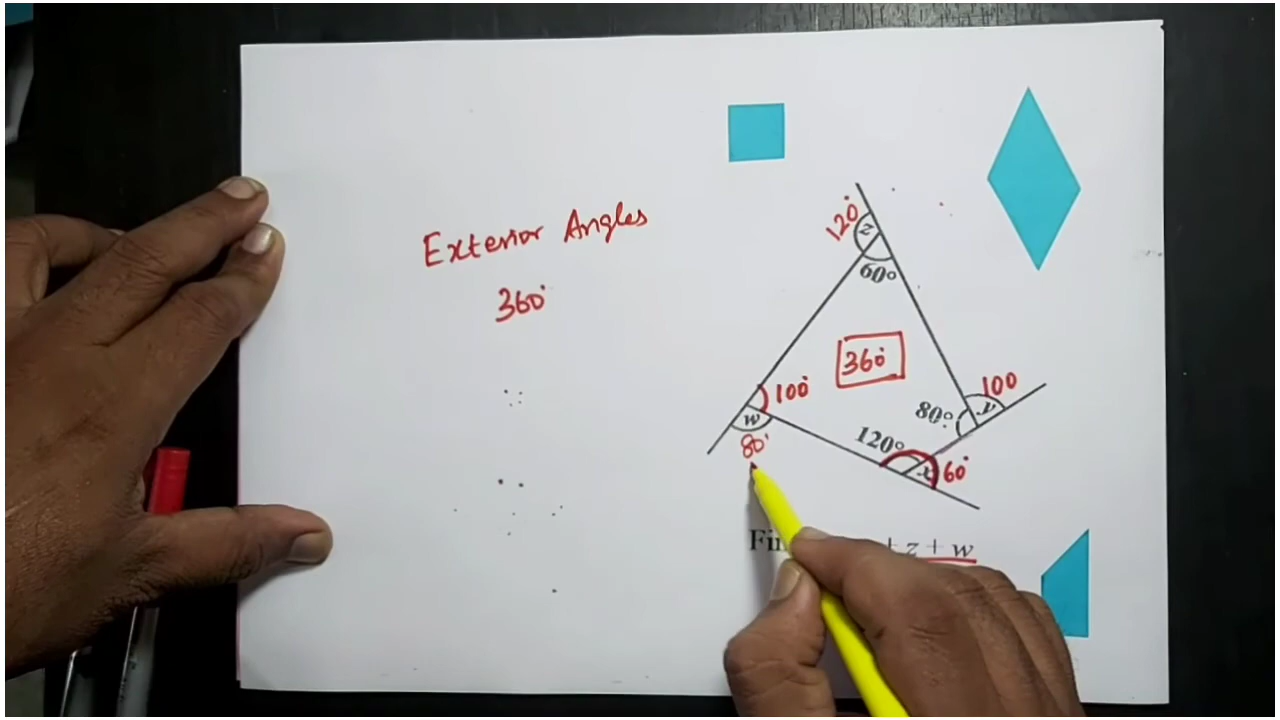 Exterior Angles
360°
120°
z
60°
360°
100°
100
w
80°
80°
y
120°
x
60°
+ z + w